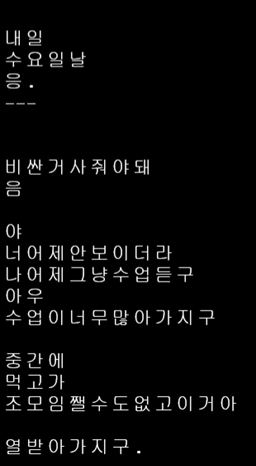 내일
수요일날
응.
---
비싼거사줘야돼
음
야
너어제안보이더라
나어제그냥수업듣구
아우
수업이너무많아가지구
중간에
먹고가
조모임쨀수도없고이거아
열받아가지구.